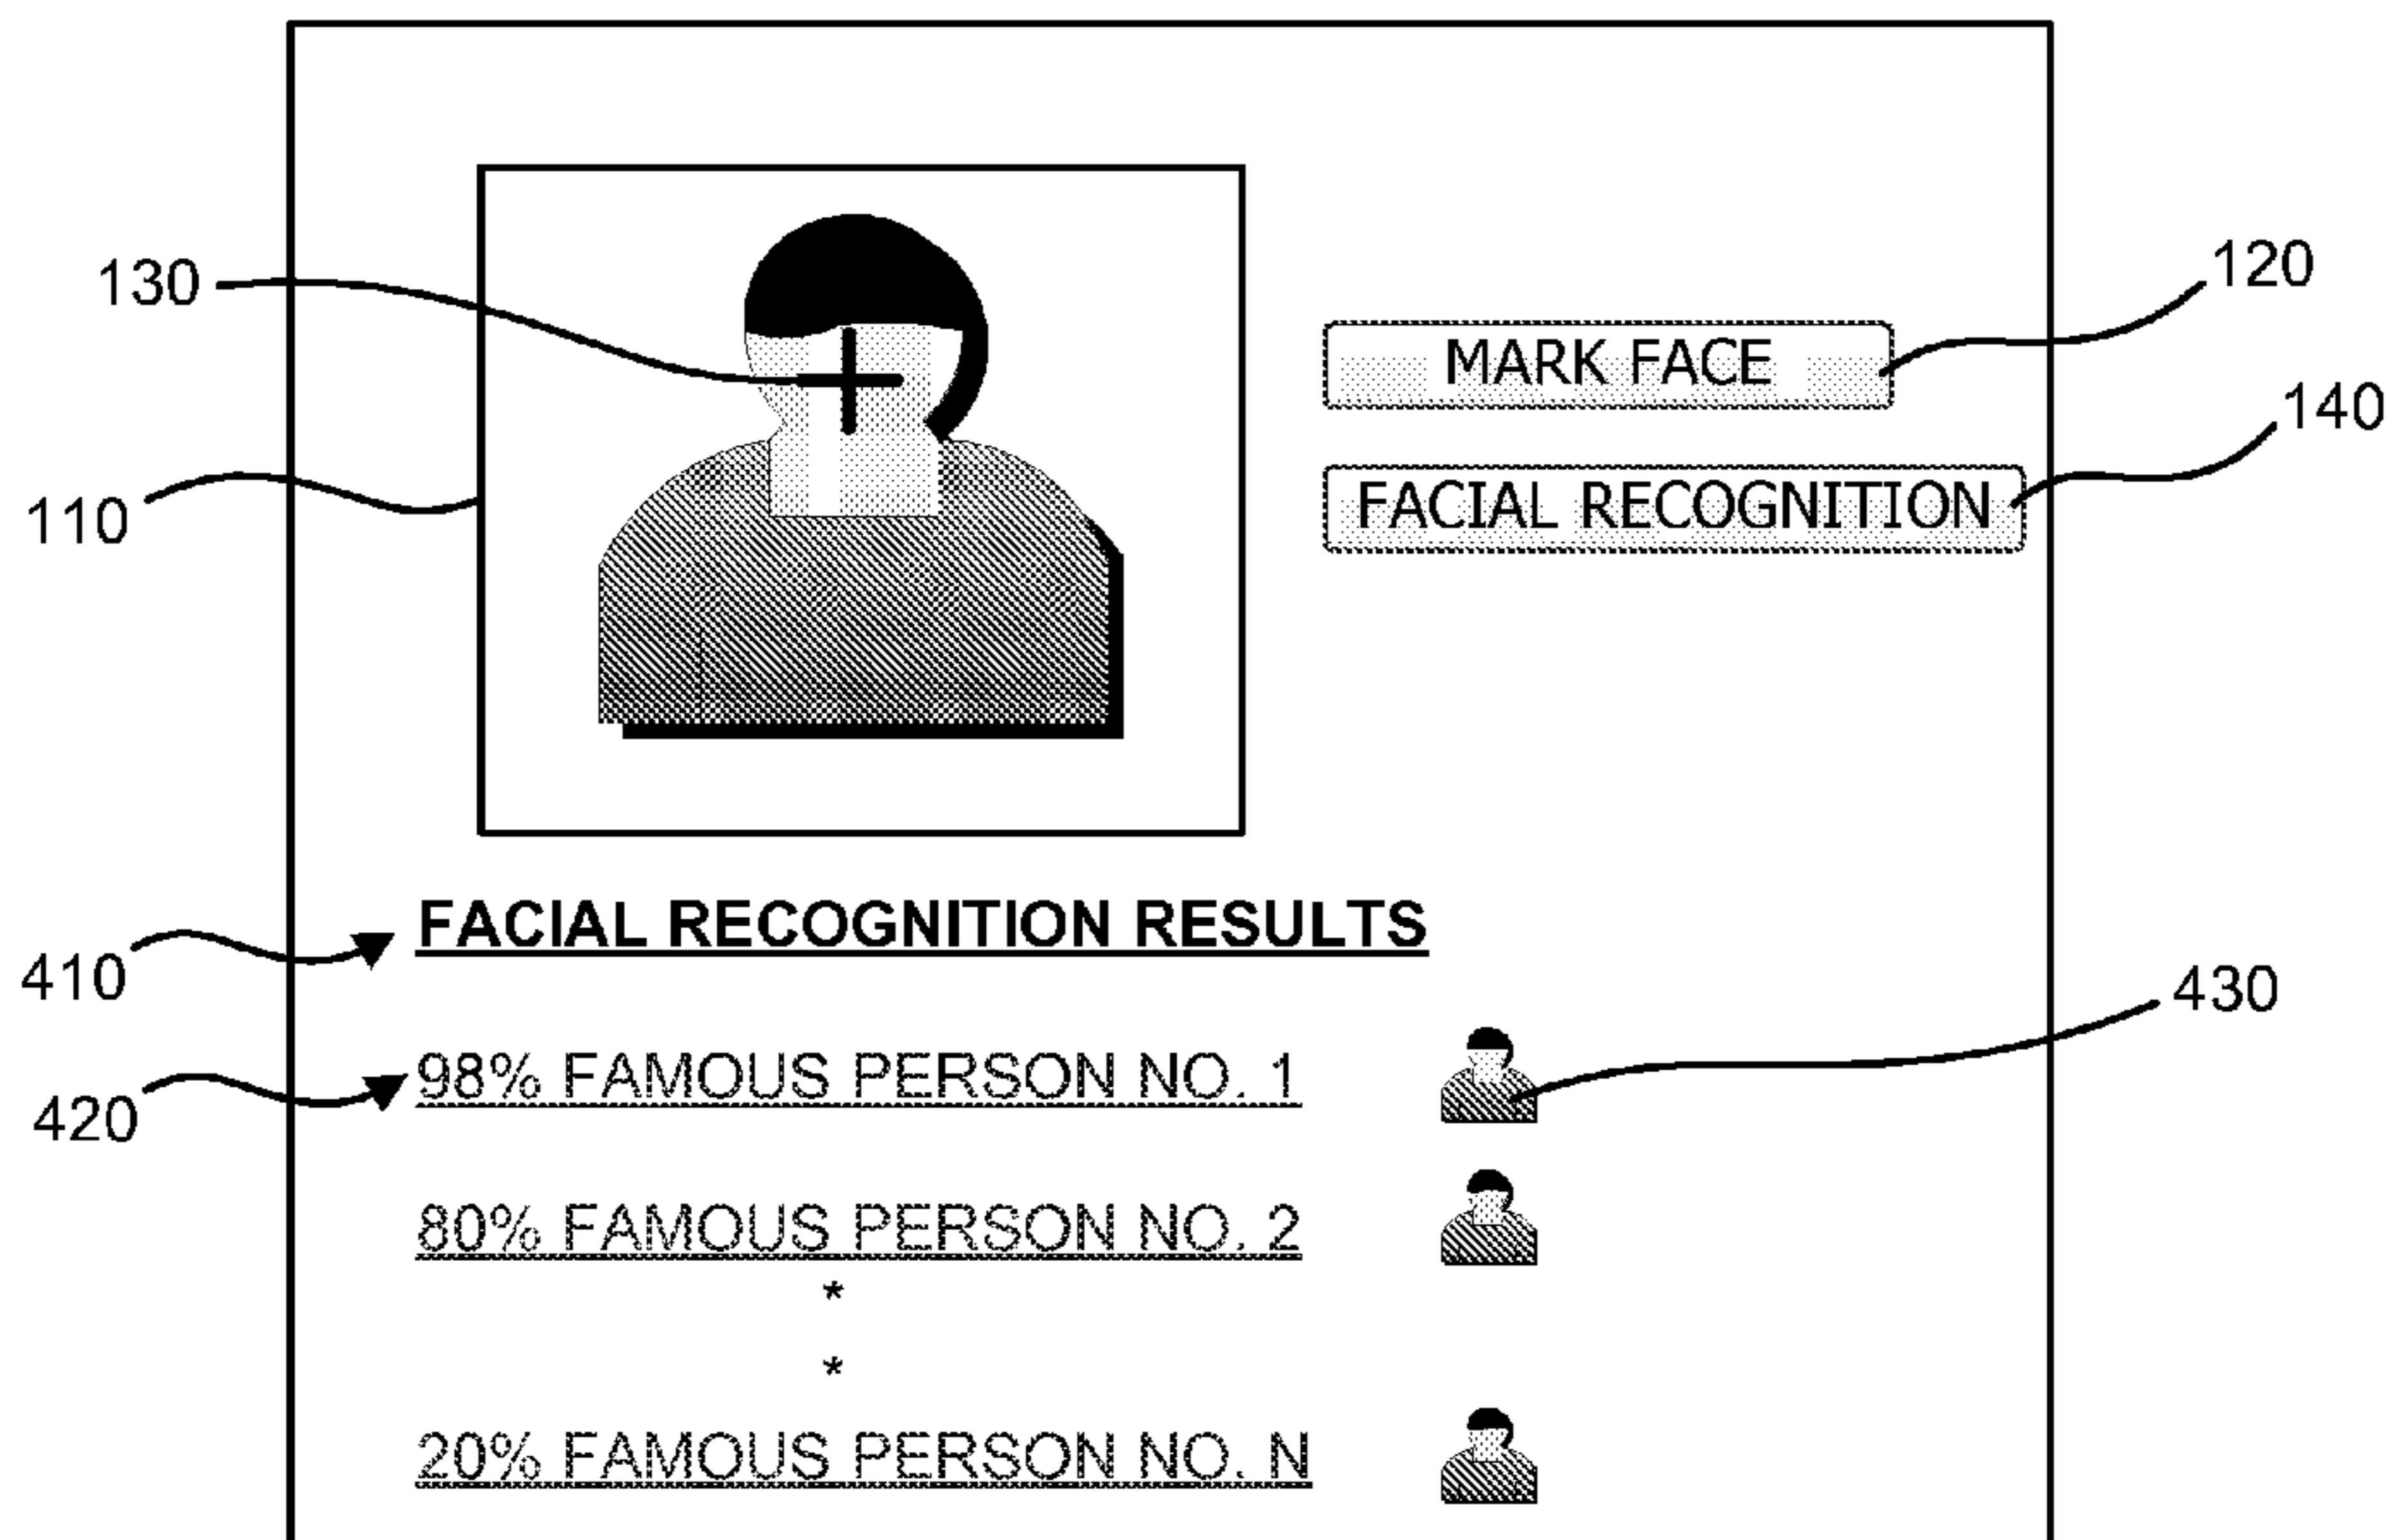 120
130
MARK FACE
140
110
FACIAL RECOGNITION
FACIAL RECOGNITION RESULTS
410
430
98% FAMOUS PERSON NO. 1
420
80% FAMOUS PERSON NO. 2
*
*
20% FAMOUS PERSON NO. N